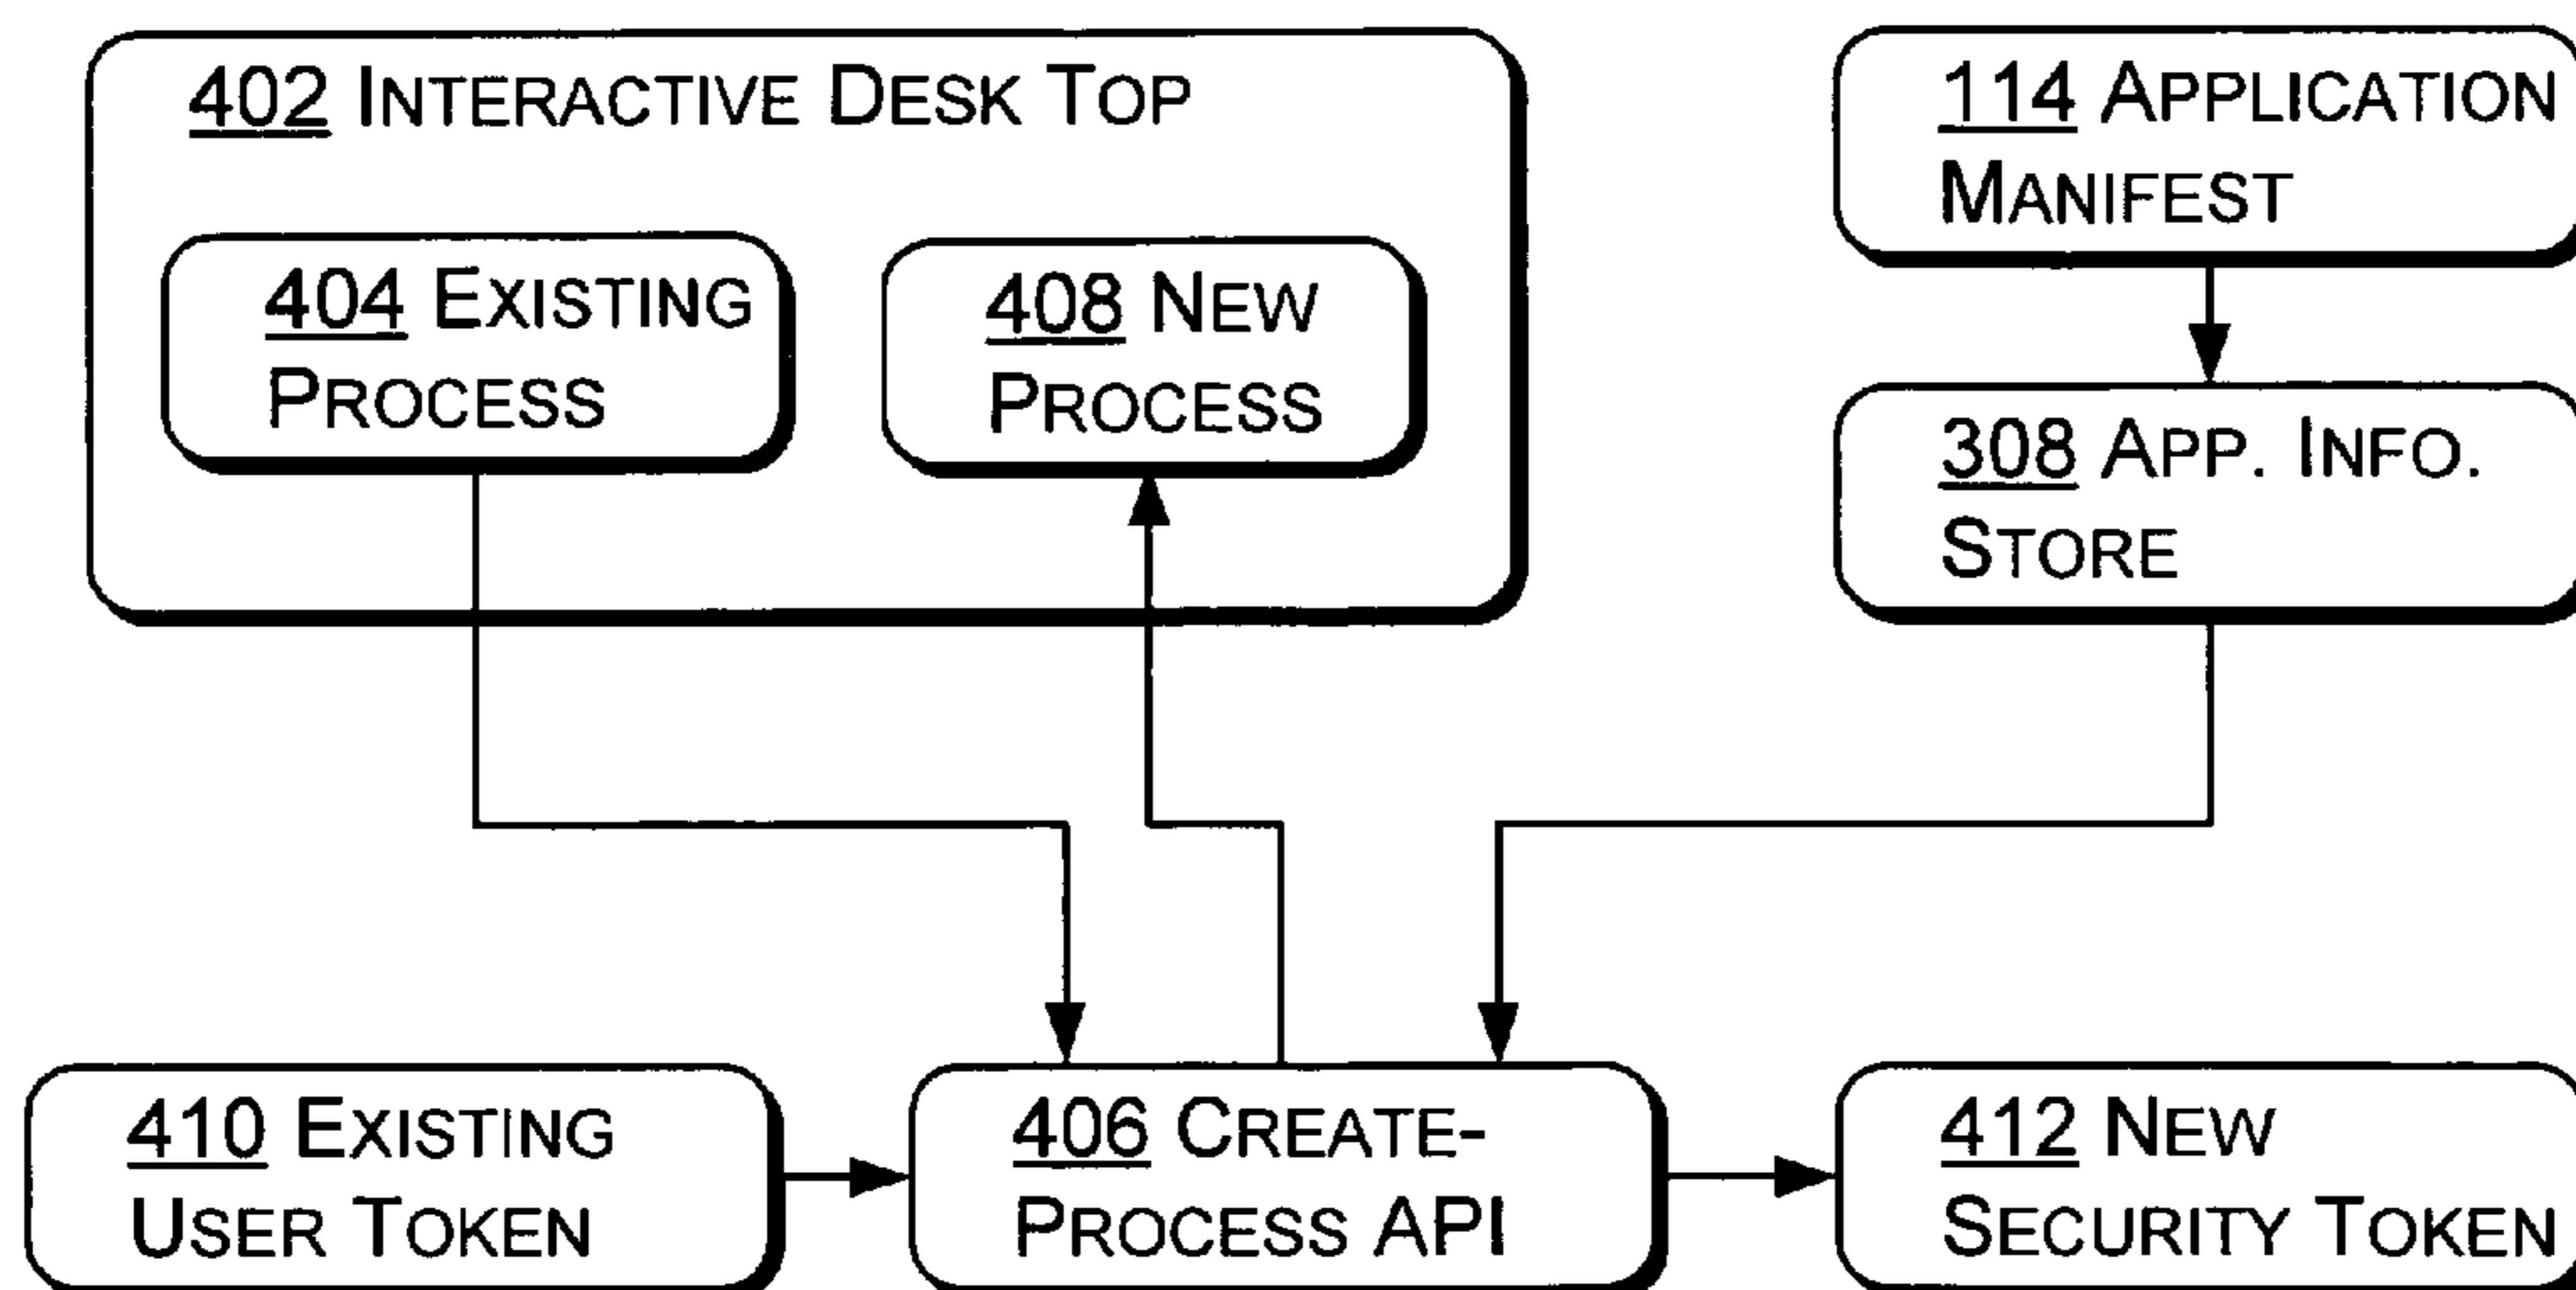 402 INTERACTIVE DESK TOP
404 EXISTING
PROCESS
408 NEW
PROCESS
114 APPLICATION
MANIFEST
308 APP. INFO.
STORE
410 EXISTING
USER TOKEN
406 CREATE-
PROCESS API
412 NEW
SECURITY TOKEN